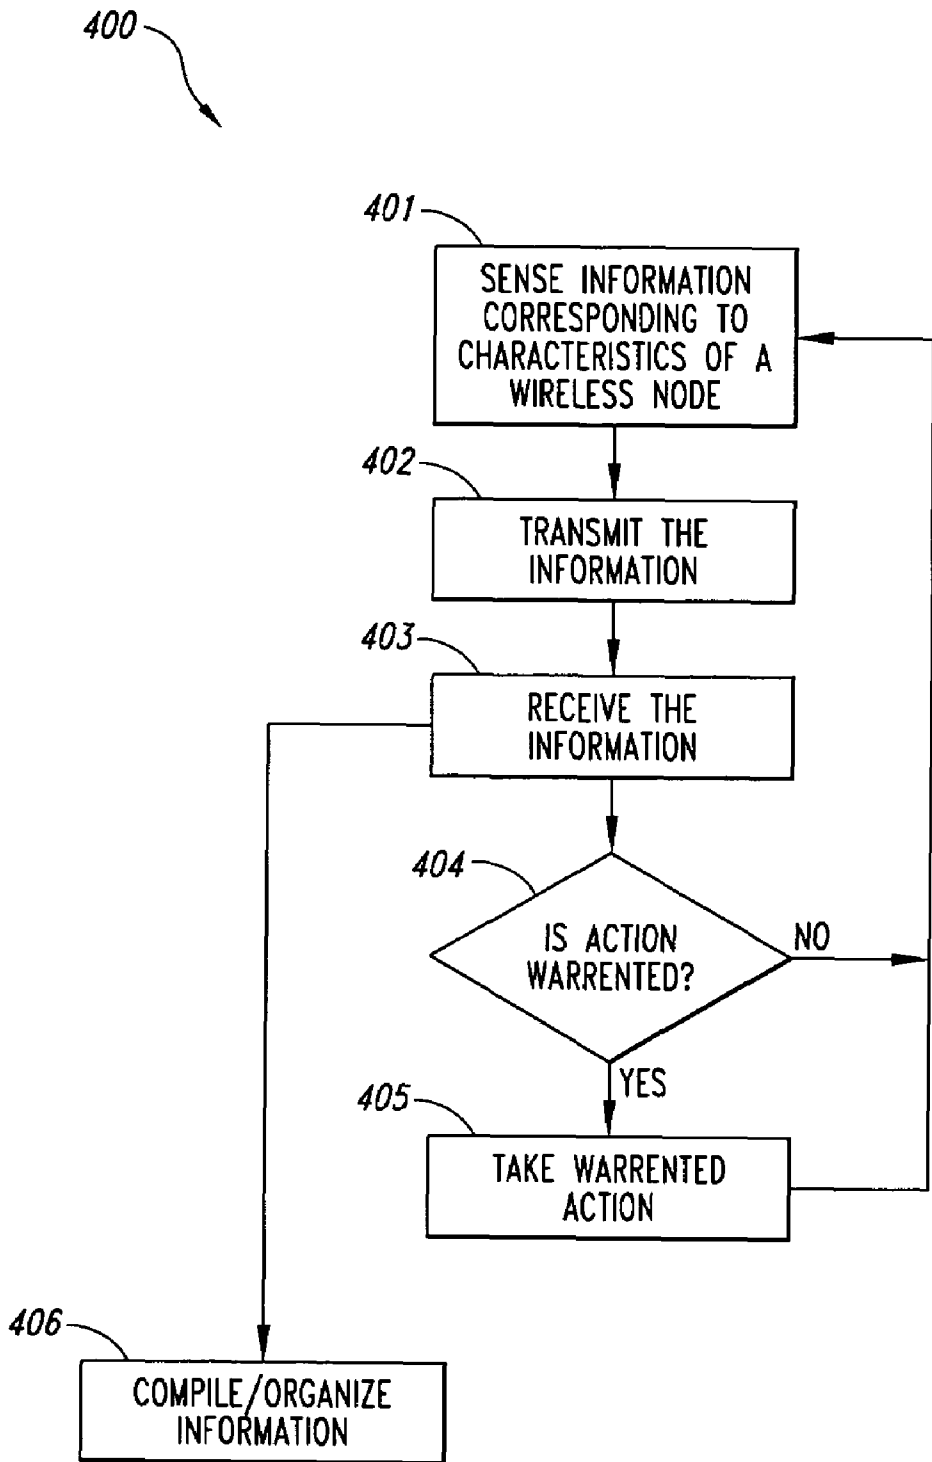 400
401
SENSE INFORMATION
CORRESPONDING TO
CHARACTERISTICS OF A
WIRELESS NODE
402
TRANSMIT THE
INFORMATION
403
RECEIVE THE
INFORMATION
404
IS ACTION
WARRENTED?
NO
YES
405
TAKE WARRENTED
ACTION
406
COMPILE/ORGANIZE
INFORMATION